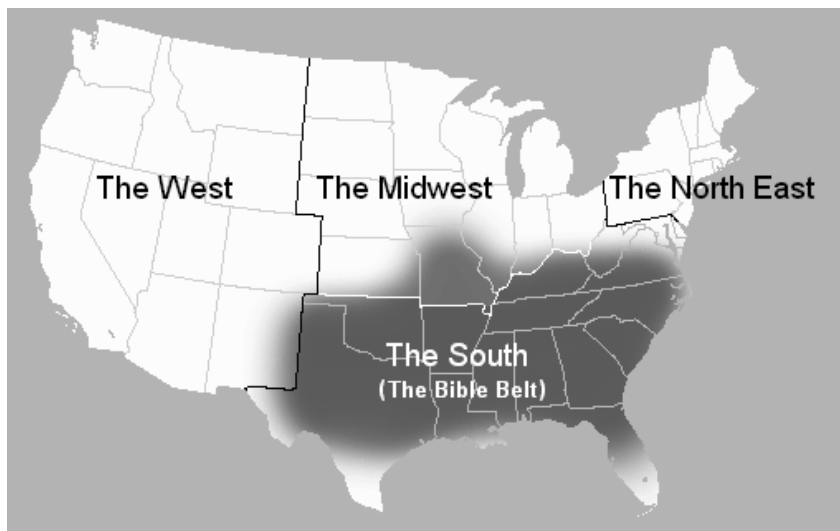 The West
The Midwest
The North East
The South
(The Bible Belt)